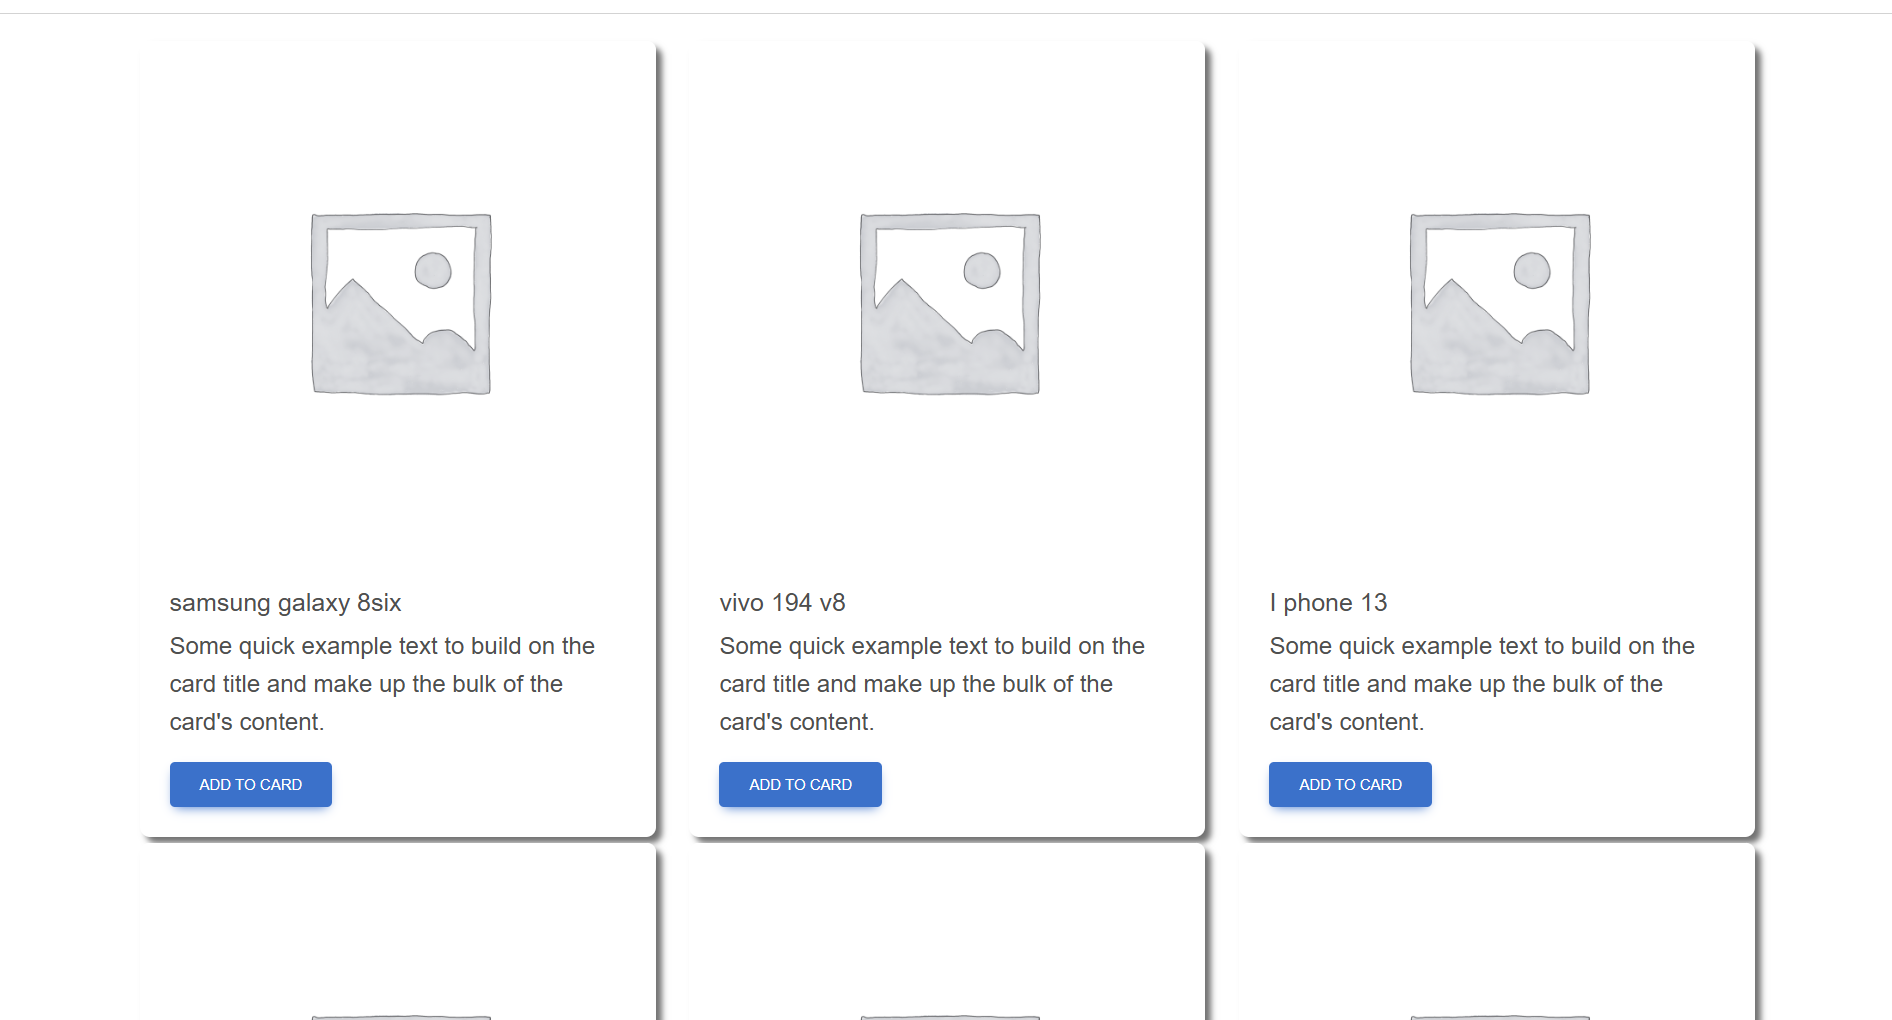 samsung galaxy 8six
Some quick example text to build on the
card title and make up the bulk of the
card's content.
ADD TO CARD
vivo 194 v8
Some quick example text to build on the
card title and make up the bulk of the
card's content.
ADD TO CARD
I phone 13
Some quick example text to build on the
card title and make up the bulk of the
card's content.
ADD TO CARD